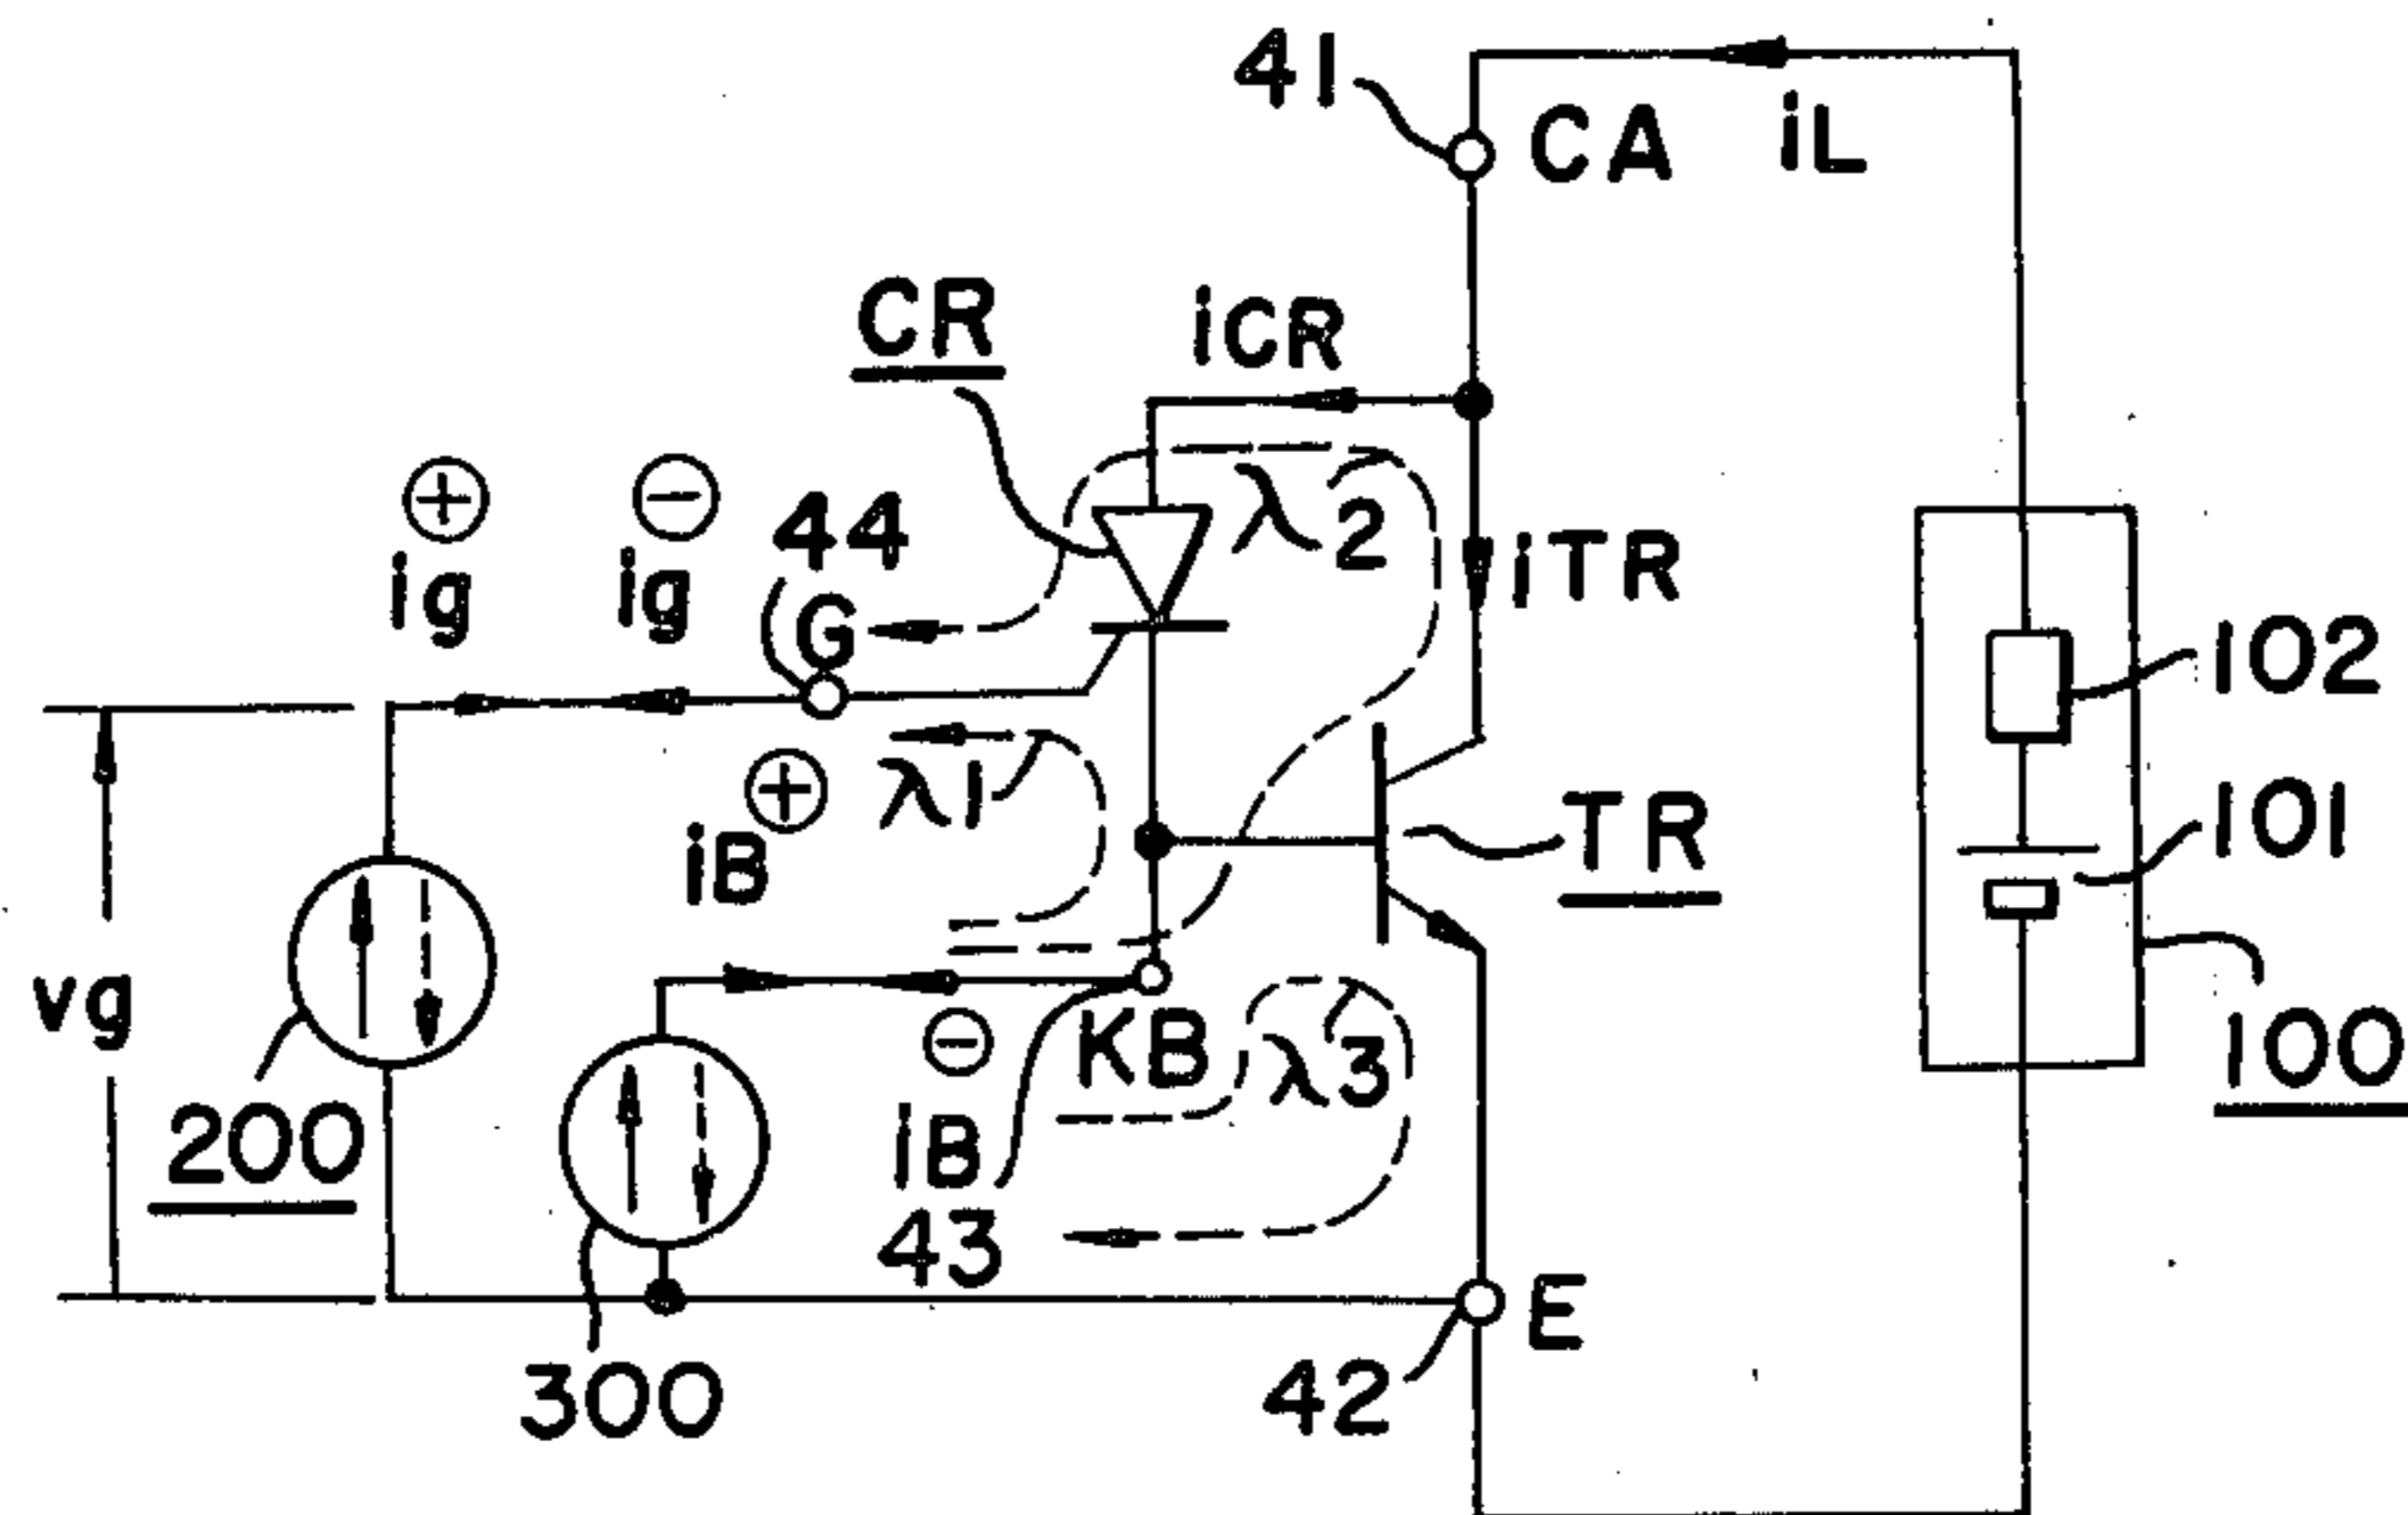 41
CA
iL
CR
iCR
⊕
⊖
ig
ig
44
G
λ2
iTR
102
λ1
⊕
iB
TR
101
vg
⊖
KB
λ3
100
200
iB
43
E
300
42